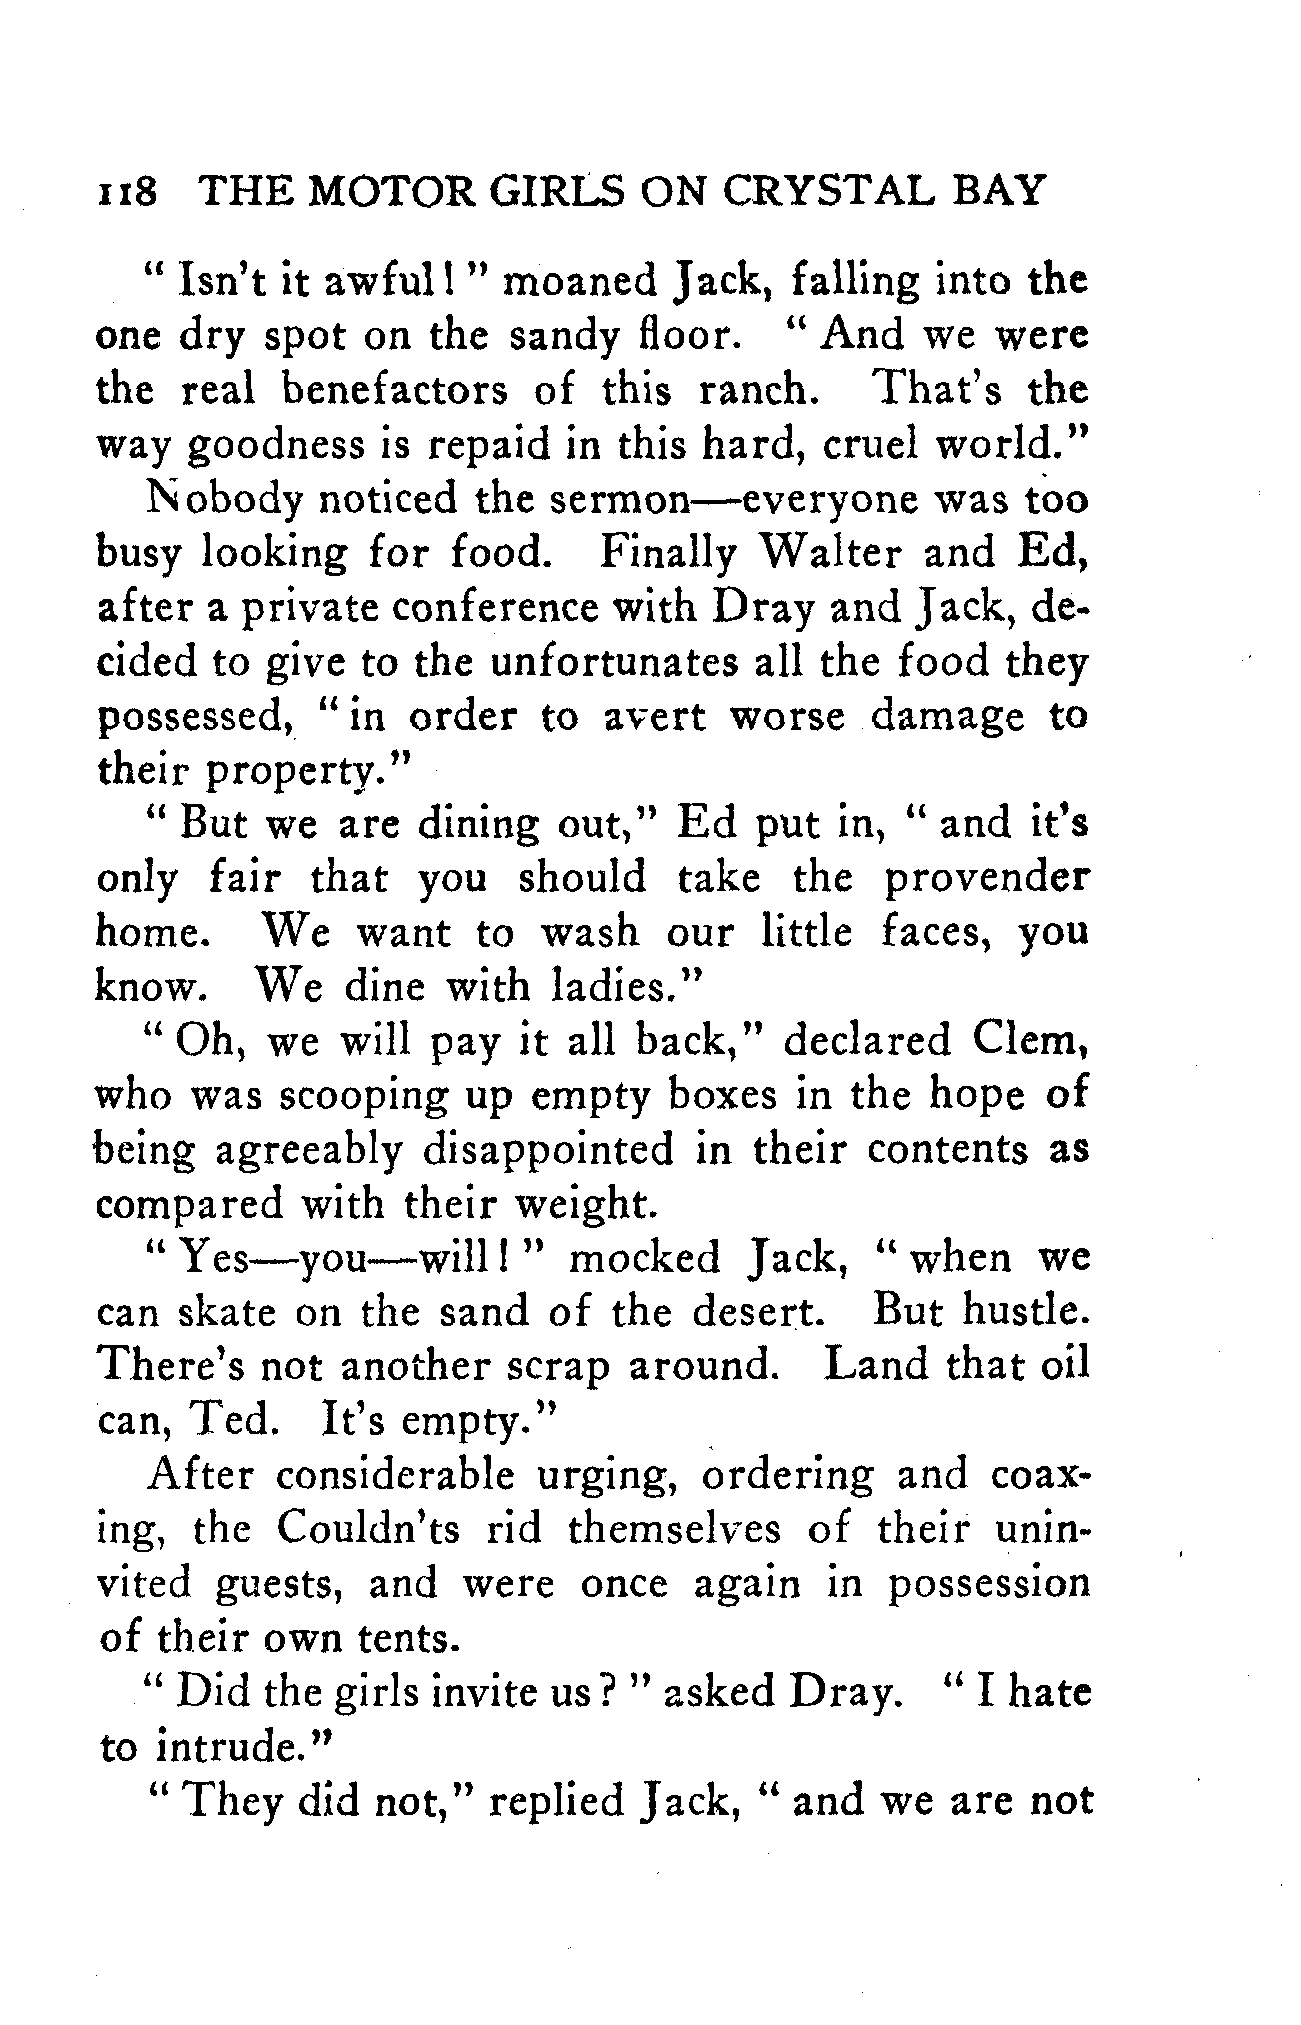 118 THE MOTOR GIRLS ON CRYSTAL BAY
" Isn't it awful! " moaned Jack, falling into the
one dry spot on the sandy floor. " And we were
the real benefactors of this ranch. That's the
way goodness is repaid in this hard, cruel world."
Nobody noticed the sermon—everyone was too
busy looking for food. Finally Walter and Ed,
after a private conference with Dray and Jack, de-
cided to give to the unfortunates all the food they
possessed, " in order to avert worse damage to
their property."
" But we are dining out," Ed put in, " and it's
only fair that you should take the provender
home. We want to wash our little faces, you
know. We dine with ladies."
" Oh, we will pay it all back," declared Clem,
who was scooping up empty boxes in the hope of
being agreeably disappointed in their contents as
compared with their weight.
" Yes—you—will! " mocked Jack, " when we
can skate on the sand of the desert. But hustle.
There's not another scrap around. Land that oil
can, Ted. It's empty."
After considerable urging, ordering and coax-
ing, the Couldn'ts rid themselves of their unin-
vited guests, and were once again in possession
of their own tents.
" Did the girls invite us? " asked Dray. " I hate
to intrude."
" They did not," replied Jack, " and we are not